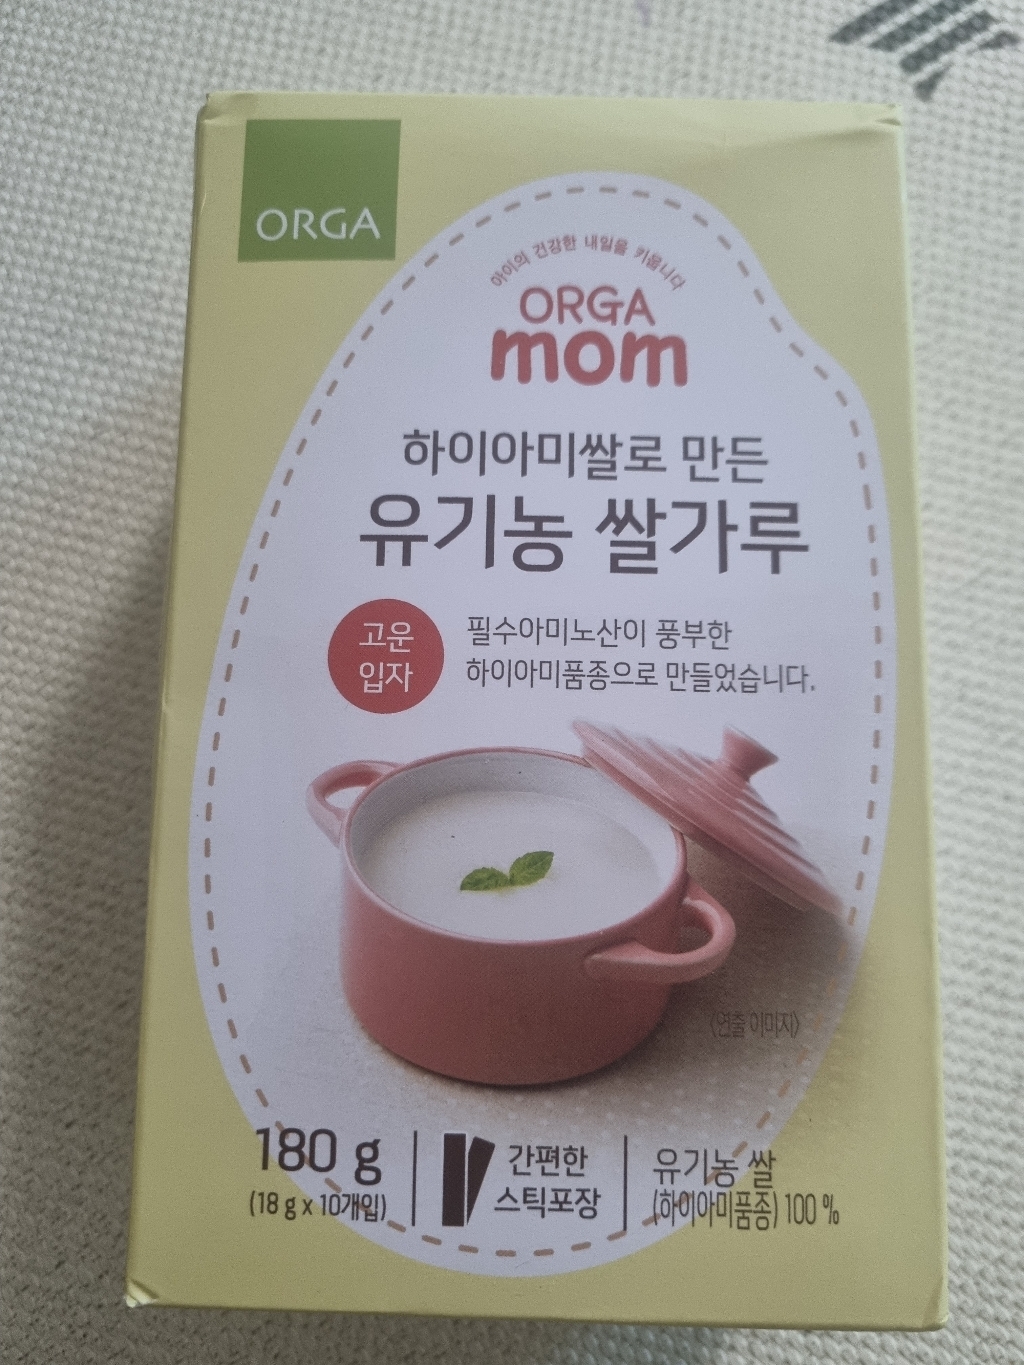 ORGA
아이의 건강한 내일을 키웁니다
ORGA
mom
하이아미쌀로 만든
유기농 쌀가루
고운
입자
필수아미노산이 풍부한
하이아미품종으로 만들었습니다.
<연출 이미지>
180 g
(18 g x 10개입)
간편한
스틱포장
유기농 쌀
(하이아미품종) 100 %